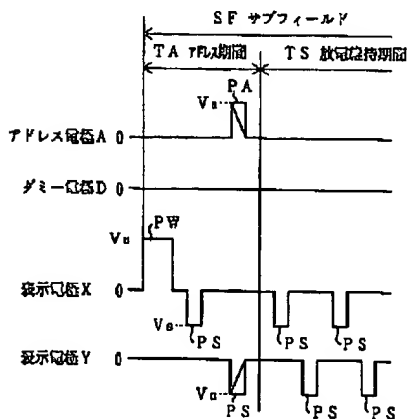 SF サブフィールド
TA アドレス期間 TS 放電維持期間
PA
Va
アドレス電極A 0
ダミー電極D 0
PW
Vu
表示電極X 0
Vs
PS PS PS
表示電極Y 0
Vu
PS PS PS